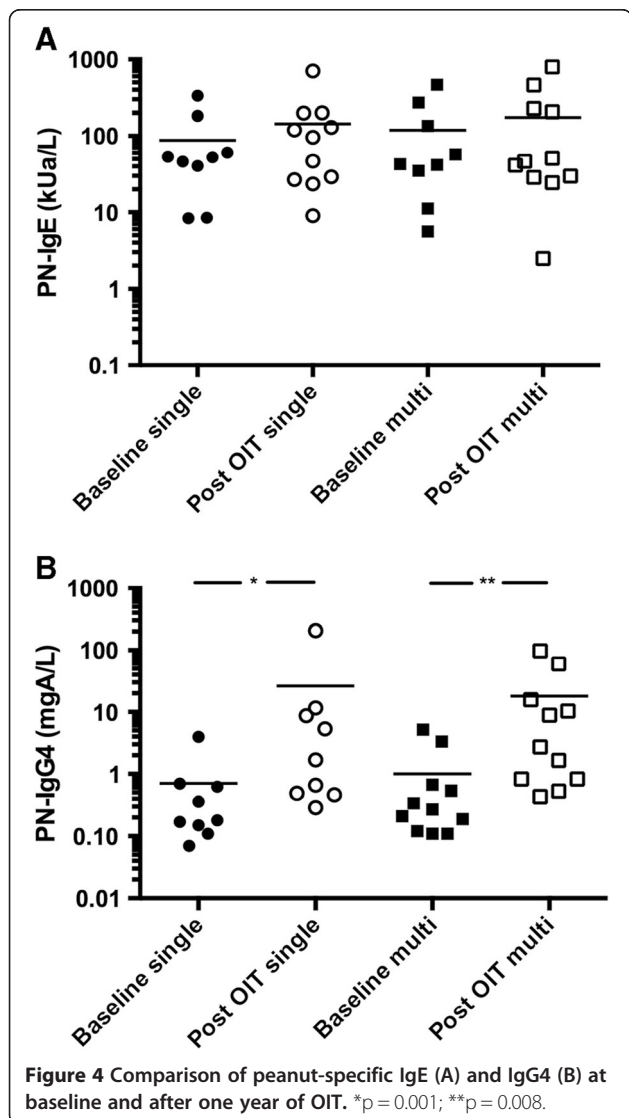 A
1000
100
10
1
0.1
PN-IgE (kUa/L)
Baseline single
Post OIT single
Baseline multi
Post OIT multi
B
* **
1000
100
10
1
0.10
0.01
PN-IgG4 (mgA/L)
Baseline single
Post OIT single
Baseline multi
Post OIT multi
Figure 4 Comparison of peanut-specific IgE (A) and IgG4 (B) at
baseline and after one year of OIT. *p = 0.001; **p = 0.008.